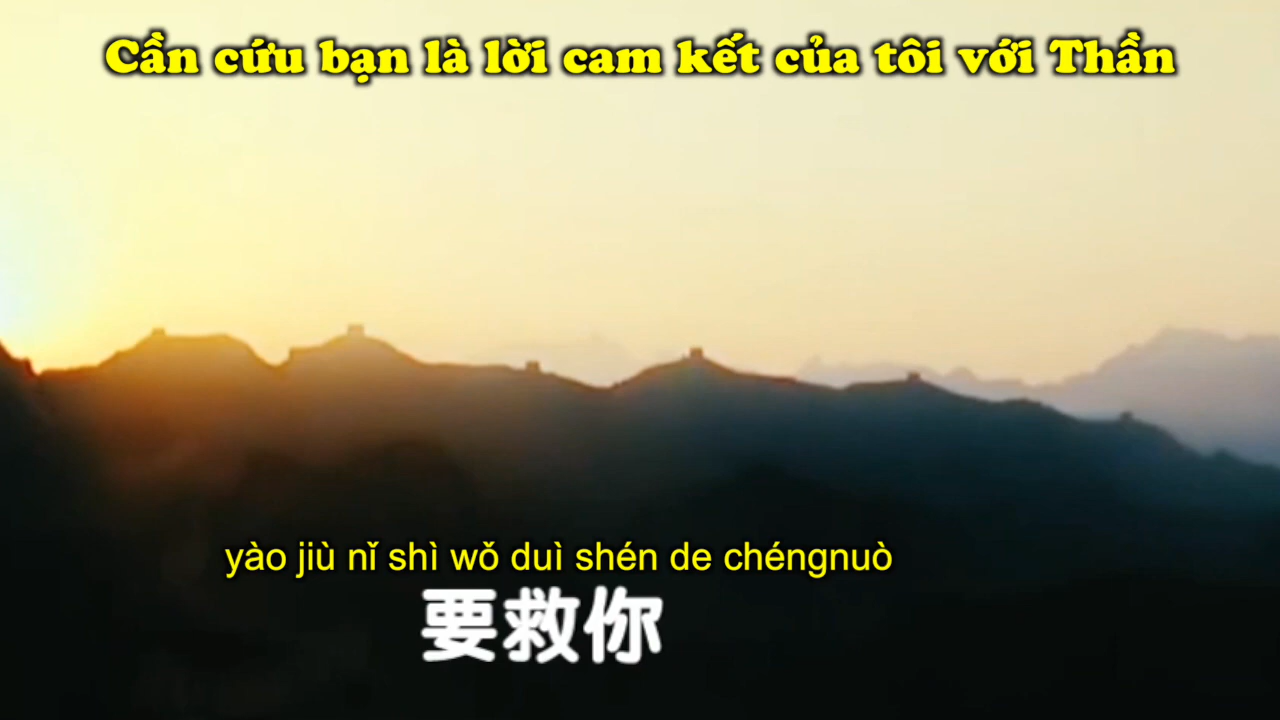 Cần cứu bạn là lời cam kết của tôi với Thần
yào jiù nǐ shì wǒ duì shén de chéngnuò
要救你